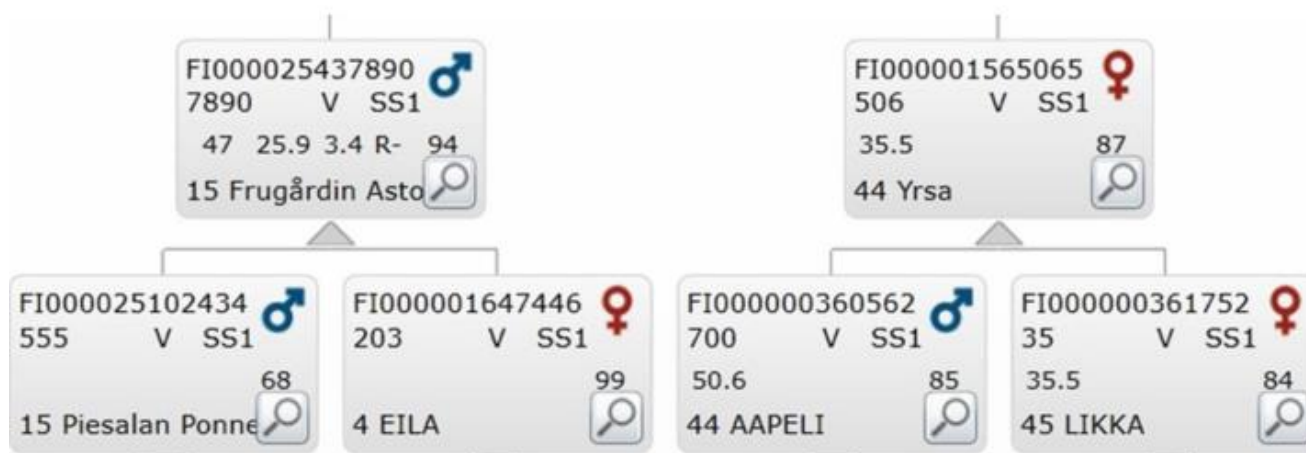 FI000025437890
7890 V SS1
47 25.9 3.4 R- 94
15 Frugårdin Asto
FI000001565065
506 V SS1
35.5 87
44 Yrsa
FI000025102434
555 V SS1
68
15 Piesalan Ponne
FI000001647446
203 V SS1
99
4 EILA
FI000000360562
700 V SS1
50.6 85
44 AAPELI
FI000000361752
35 V SS1
35.5 84
45 LIKKA